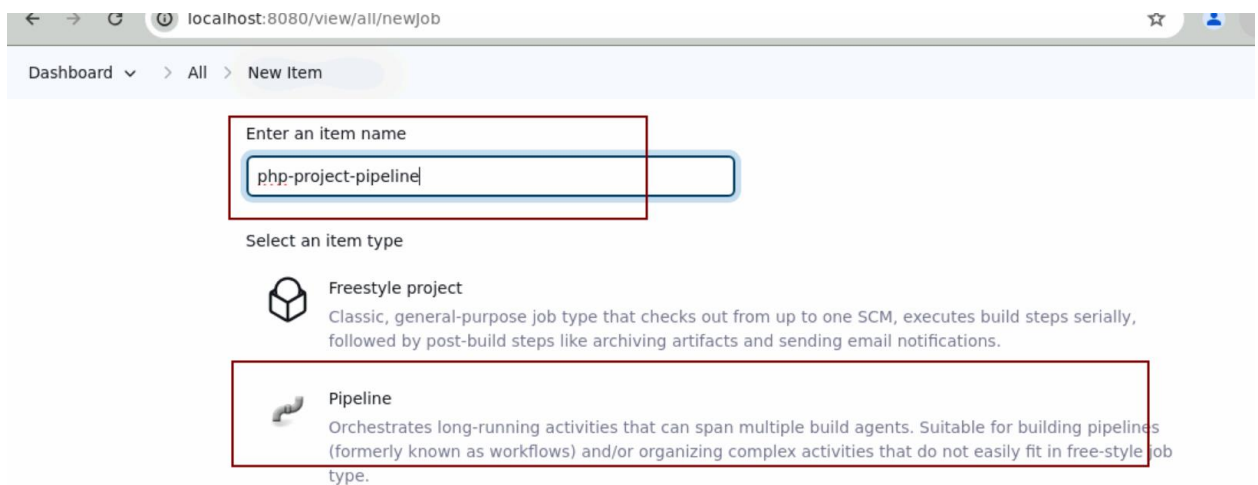 localhost:8080/view/all/newJob
Dashboard > All > New Item
Enter an item name
php-project-pipeline
Select an item type
Freestyle project
Classic, general-purpose job type that checks out from up to one SCM, executes build steps serially,
followed by post-build steps like archiving artifacts and sending email notifications.
Pipeline
Orchestrates long-running activities that can span multiple build agents. Suitable for building pipelines
(formerly known as workflows) and/or organizing complex activities that do not easily fit in free-style job
type.